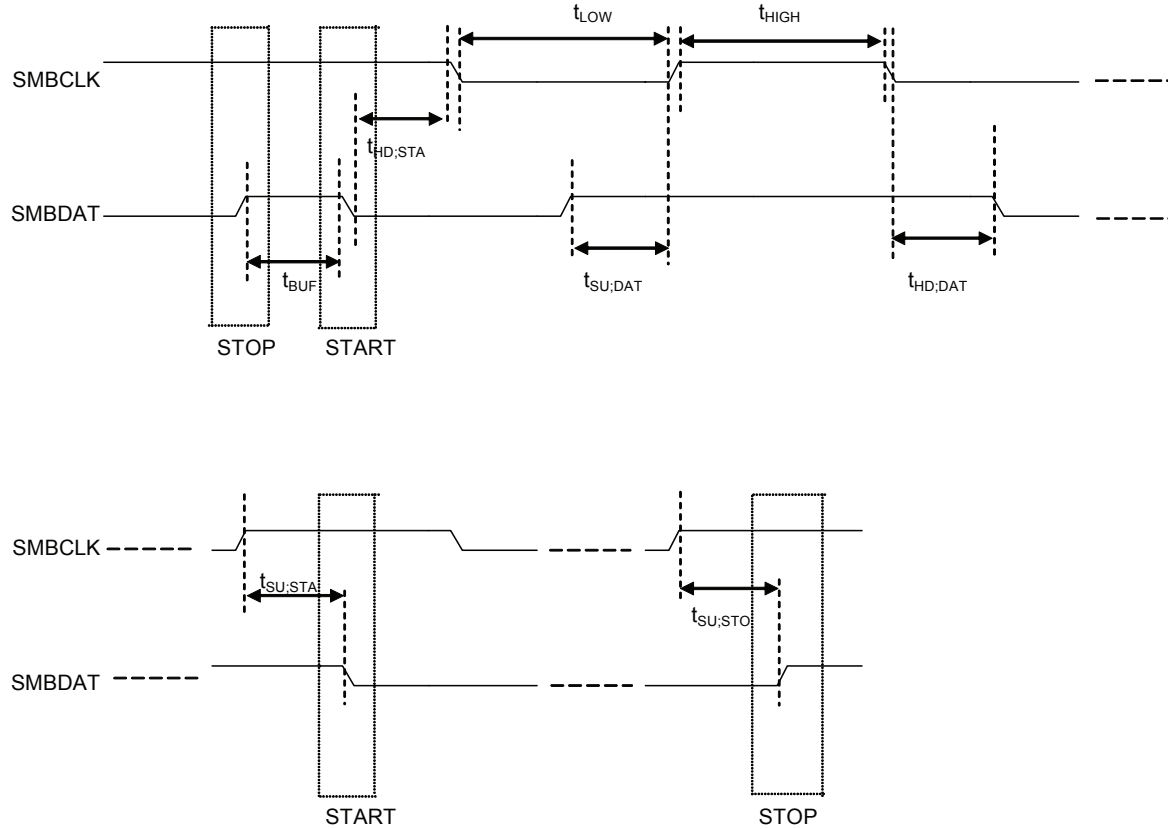 tLOW
tHIGH
SMBCLK
tHD;STA
SMBDAT
tBUF
tSU;DAT
tHD;DAT
STOP
START
SMBCLK
tSU;STA
tSU;STO
SMBDAT
START
STOP